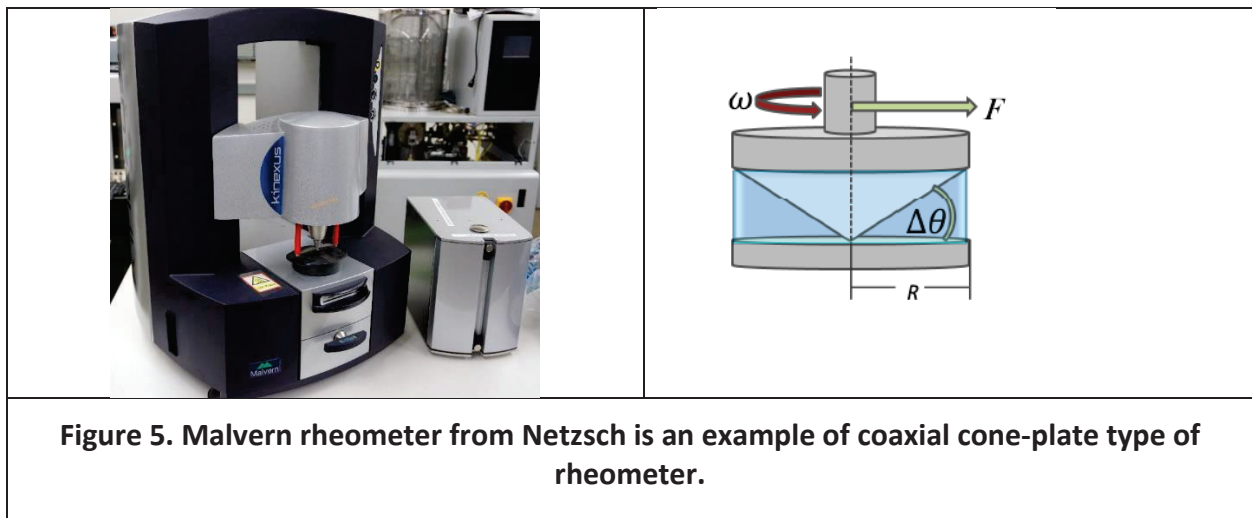 kinexus
Malvern
ω
F
Δθ
R
Figure 5. Malvern rheometer from Netzsch is an example of coaxial cone-plate type of
rheometer.